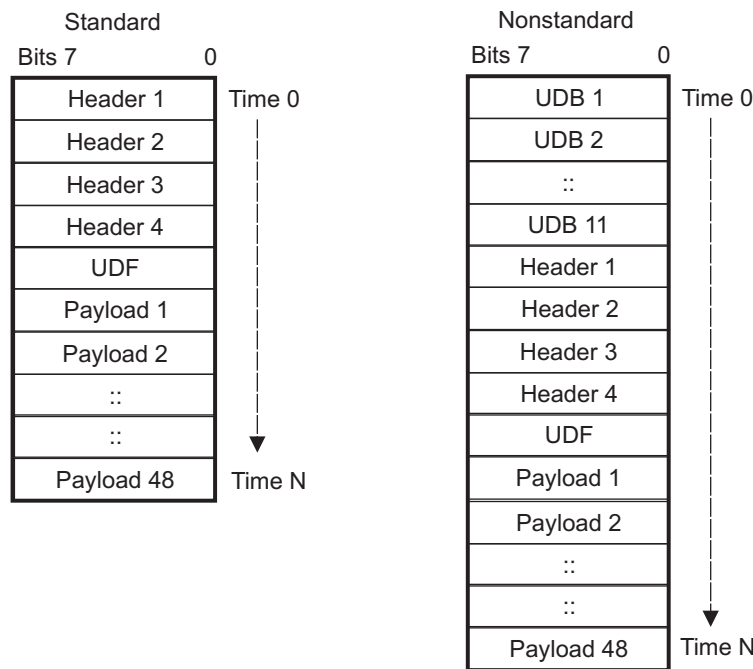 Standard
Bits 7 0
Header 1 Time 0
Header 2
Header 3
Header 4
UDF
Payload 1
Payload 2
::
::
Payload 48 Time N
Nonstandard
Bits 7 0
UDB 1 Time 0
UDB 2
::
UDB 11
Header 1
Header 2
Header 3
Header 4
UDF
Payload 1
Payload 2
::
::
Payload 48 Time N